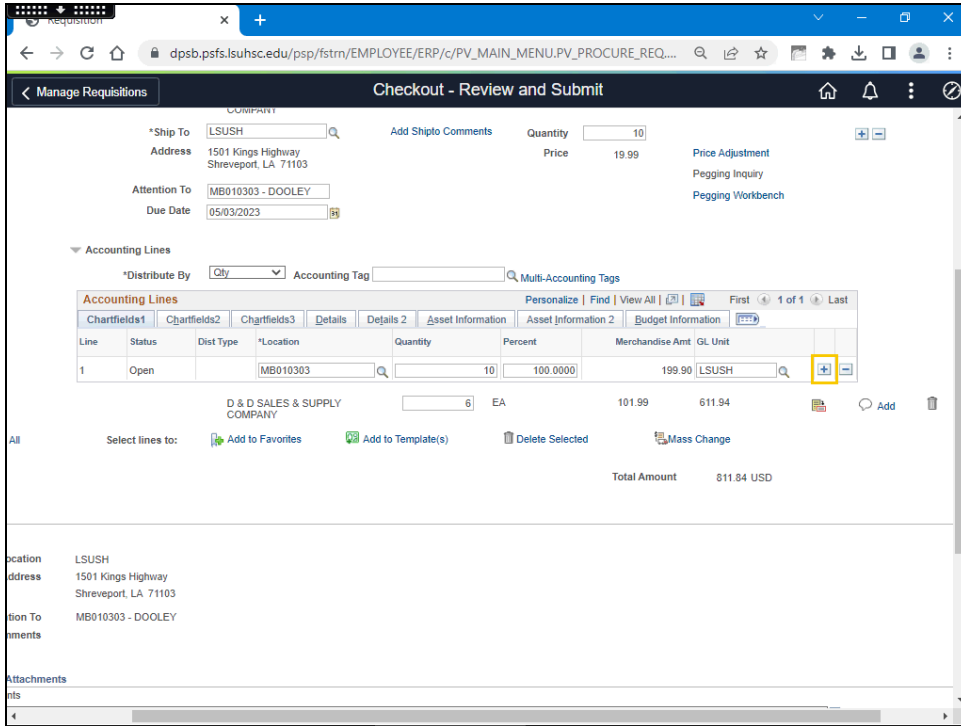 Requisition
dpsb.psfs.lsuhsc.edu/psp/fstrn/EMPLOYEE/ERP/c/PV_MAIN_MENU.PV_PROCURE_REQ....
Manage Requisitions
Checkout - Review and Submit
COMPANY
*Ship To LSUSH Add Shipto Comments Quantity 10
Address 1501 Kings Highway Price 19.99 Price Adjustment
Shreveport, LA 71103
Pegging Inquiry
Attention To MB010303 - DOOLEY Pegging Workbench
Due Date 05/03/2023 31
Accounting Lines
*Distribute By Qty Accounting Tag Multi-Accounting Tags
Accounting Lines Personalize | Find | View All | | First 1 of 1 Last
Chartfields1 Chartfields2 Chartfields3 Details Details 2 Asset Information Asset Information 2 Budget Information
Line Status Dist Type *Location Quantity Percent Merchandise Amt GL Unit
1 Open MB010303 10 100.0000 199.90 LSUSH
D & D SALES & SUPPLY 6 EA 101.99 611.94 Add
COMPANY
All Select lines to: Add to Favorites Add to Template(s) Delete Selected Mass Change
Total Amount 811.84 USD
ocation LSUSH
ddress 1501 Kings Highway
Shreveport, LA 71103
tion To MB010303 - DOOLEY
mments
Attachments
nts